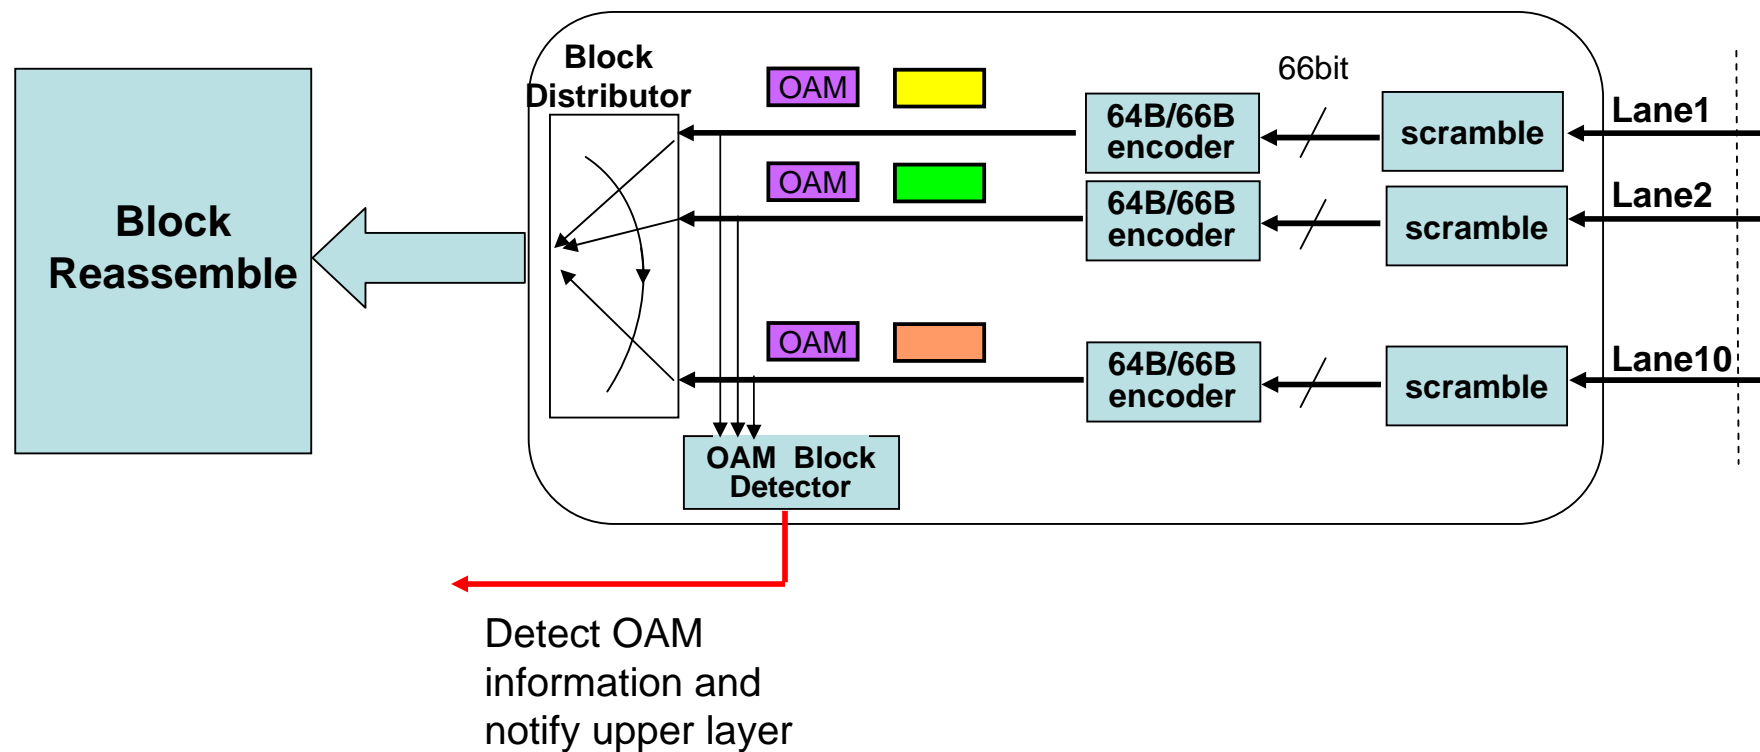 Block
Distributor
OAM
66bit
64B/66B
encoder
scramble
Lane1
OAM
64B/66B
encoder
scramble
Lane2
Block
Reassemble
OAM
64B/66B
encoder
scramble
Lane10
OAM Block
Detector
Detect OAM
information and
notify upper layer